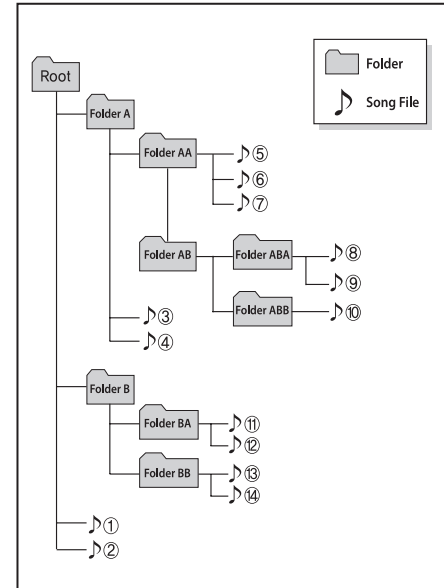 Root
Folder
Song File
Folder A
Folder AA
⑤
⑥
⑦
Folder AB
Folder ABA
⑧
⑨
Folder ABB
⑩
③
④
Folder B
Folder BA
⑪
⑫
Folder BB
⑬
⑭
①
②